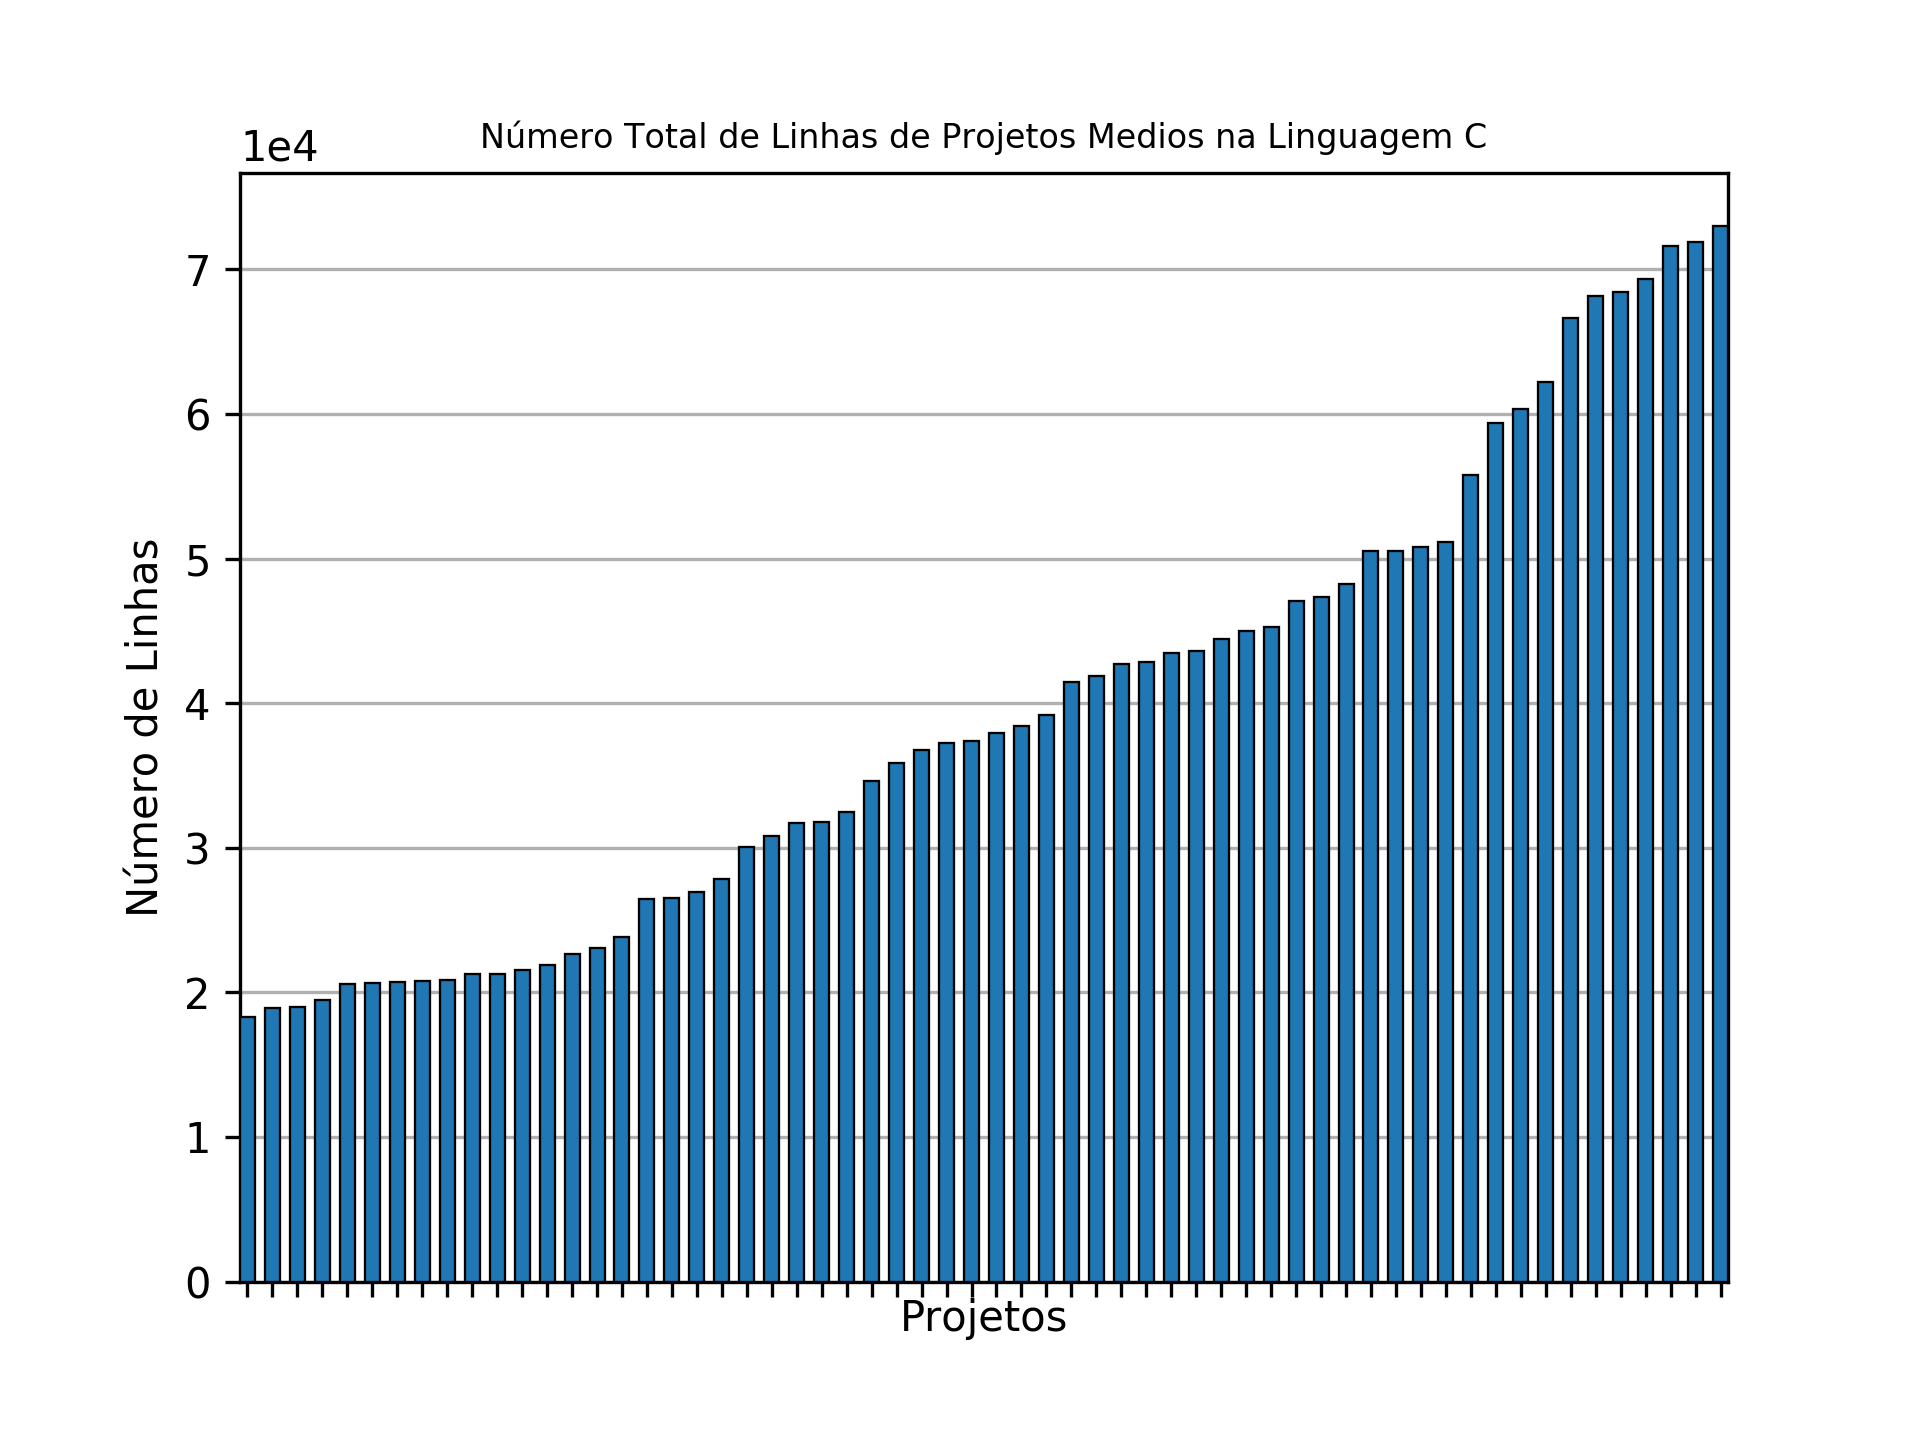 1e4
Número Total de Linhas de Projetos Medios na Linguagem C
7
6
5
4
3
2
1
0
Número de Linhas
Projetos